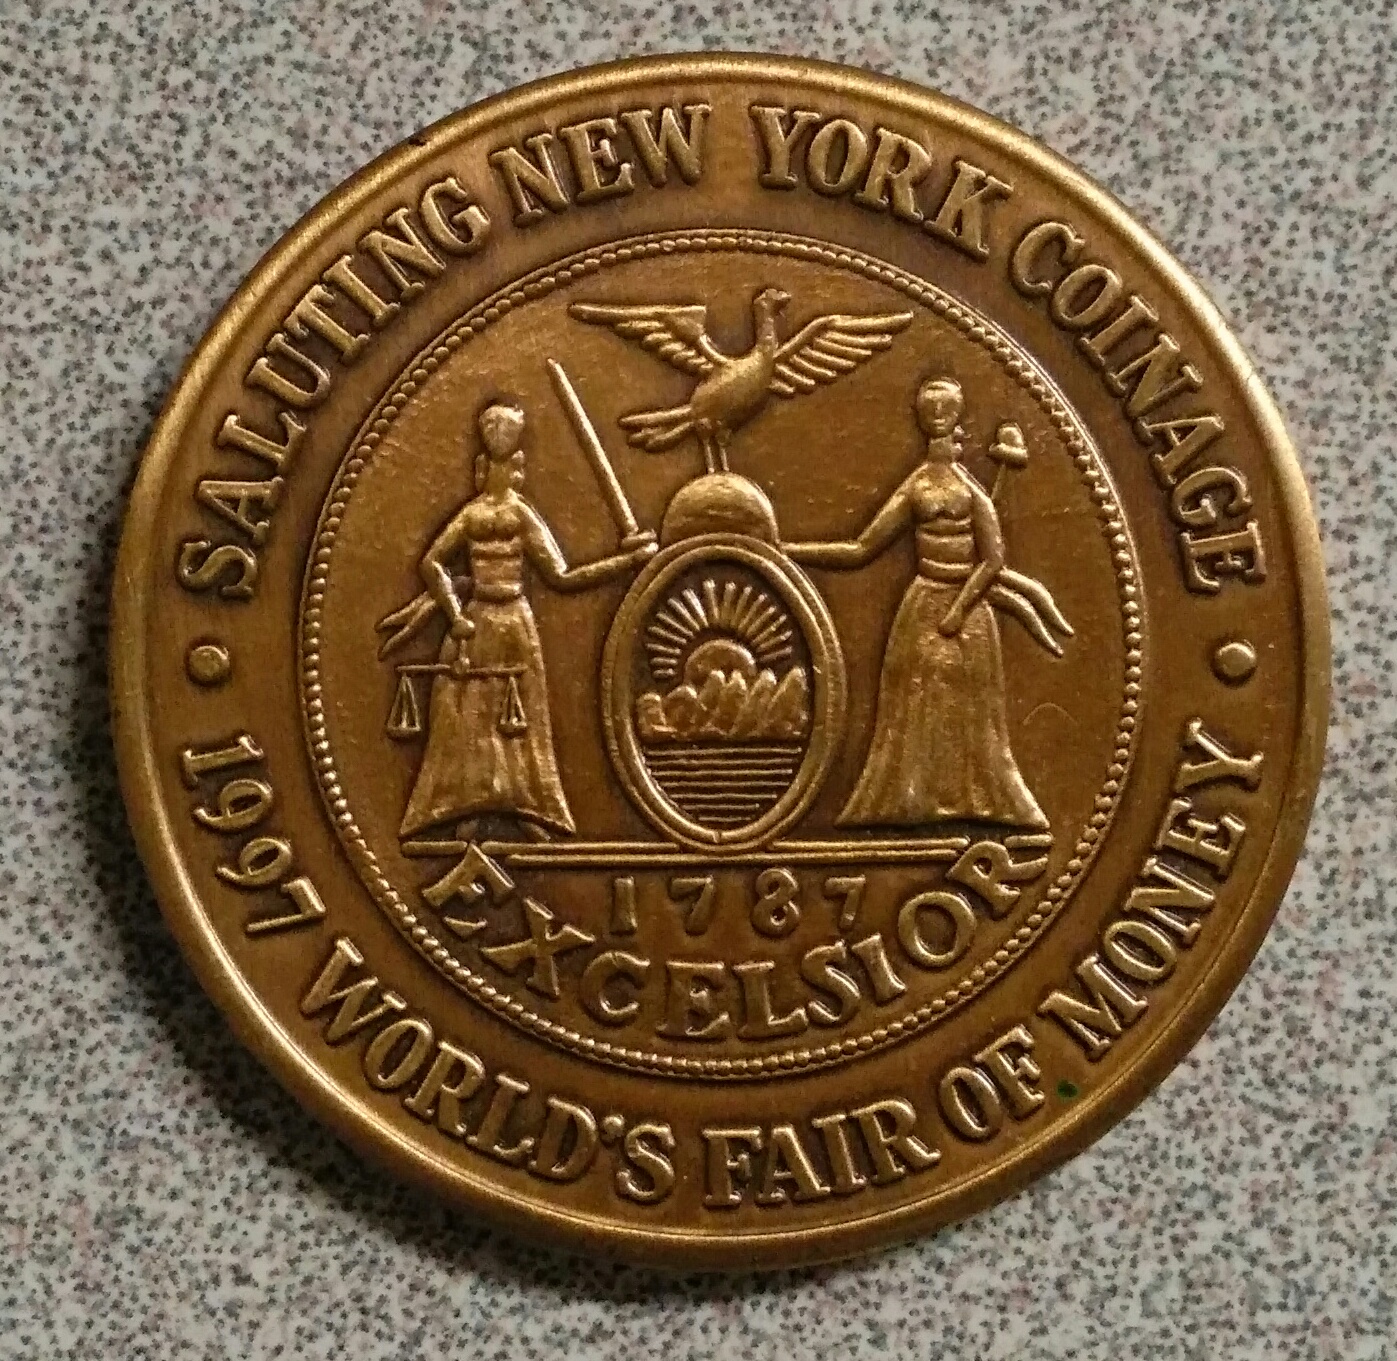 SALUTING NEW YORK COINAGE
1787
EXCELSIOR
• 1997 WORLD'S FAIR OF MONEY •